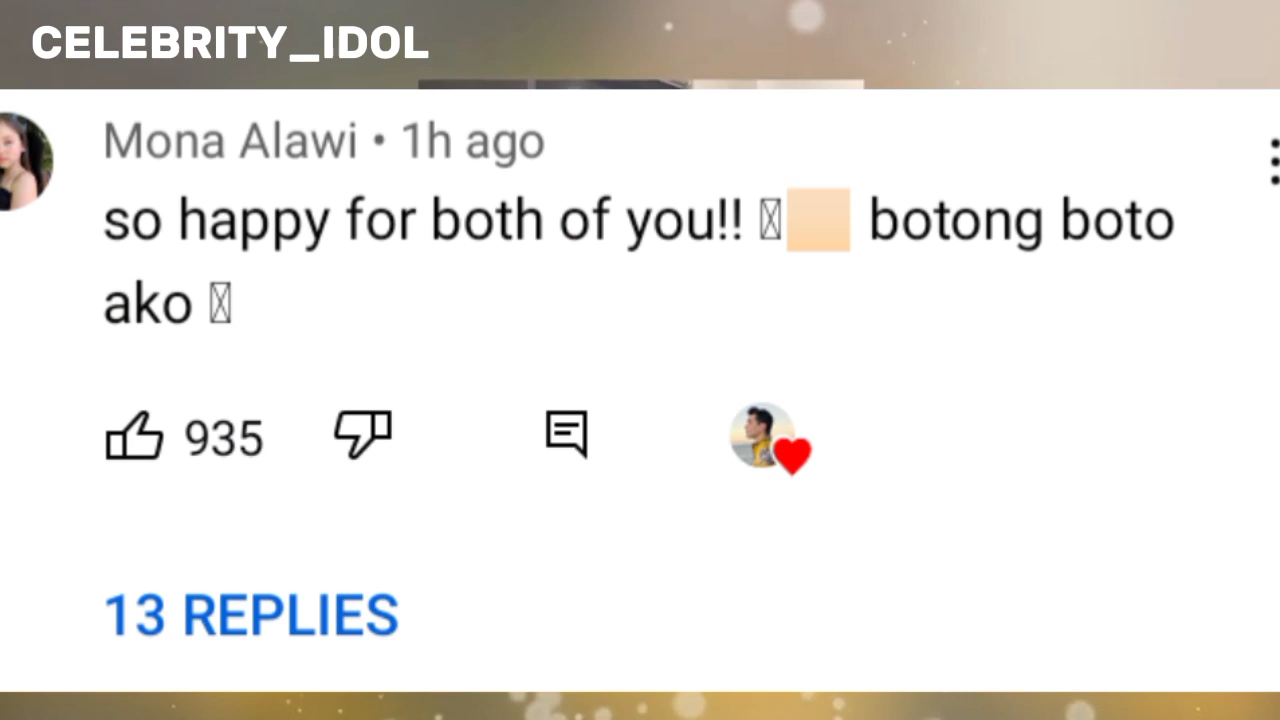 CELEBRITY_IDOL
Mona Alawi • 1h ago
so happy for both of you!! botong boto
ako
935
13 REPLIES